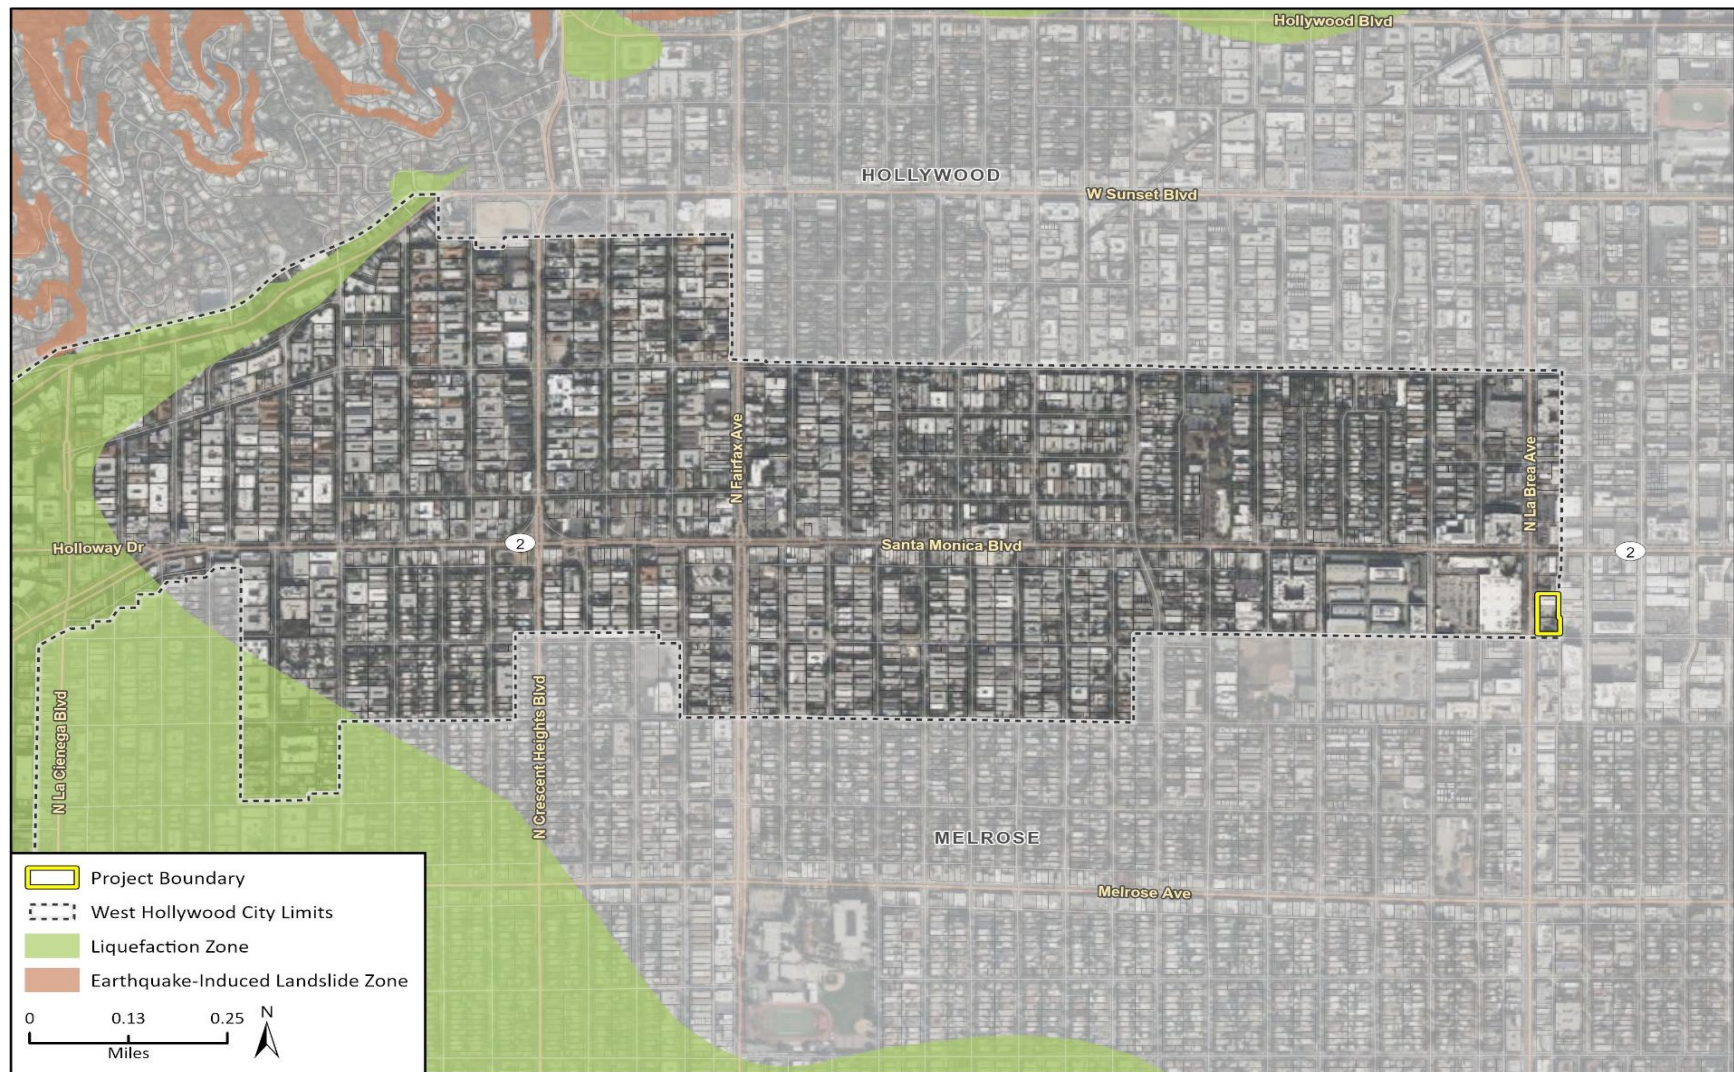 Hollywood Blvd
HOLLYWOOD
W Sunset Blvd
N Fairfax Ave
N La Brea Ave
Holloway Dr
2
Santa Monica Blvd
2
N La Cienega Blvd
N Crescent Heights Blvd
MELROSE
Melrose Ave
Project Boundary
West Hollywood City Limits
Liquefaction Zone
Earthquake-Induced Landslide Zone
0 0.13 0.25
Miles
N